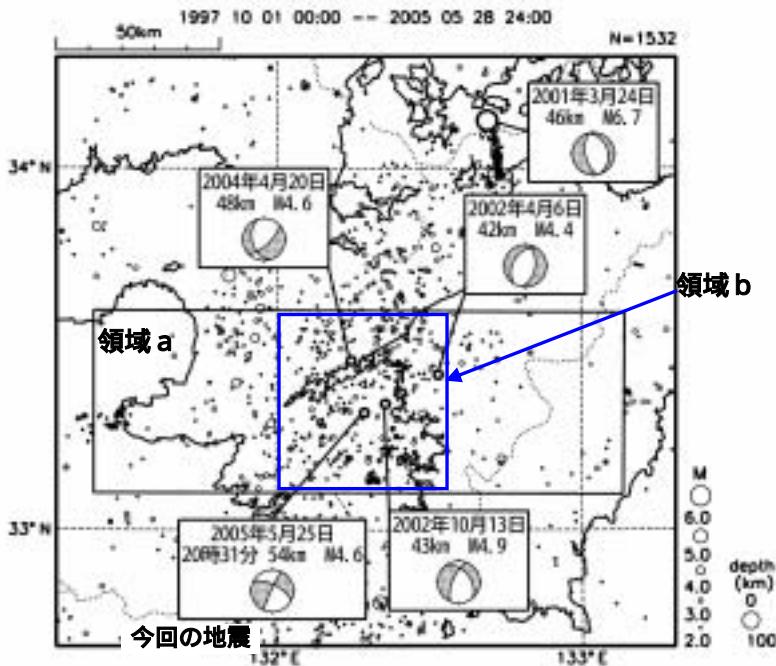 1997 10 01 00:00 -- 2005 05 28 24:00
50km
N=1532
2001年3月24日
46km M6.7
34°N
2004年4月20日
48km M4.6
2002年4月6日
42km M4.4
領域b
領域a
M
6.0
5.0
4.0
3.0
2.0
depth
(km)
0
100
33°N
2005年5月25日
20時31分 54km M4.6
2002年10月13日
43km M4.9
今回の地震
132°E
133°E